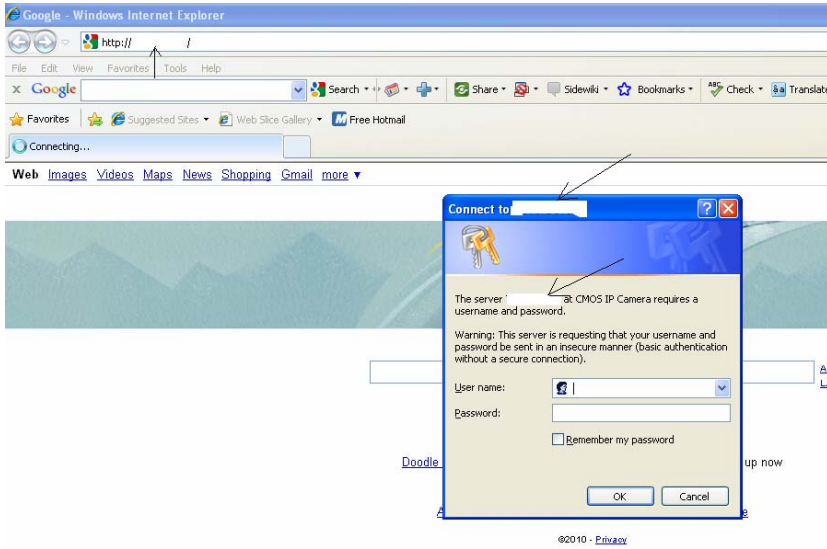 Google - Windows Internet Explorer
http:// /
File Edit View Favorites Tools Help
x Google Search Share Sidewiki Bookmarks Check Translate
Favorites Suggested Sites Web Slice Gallery Free Hotmail
Connecting...
Web Images Videos Maps News Shopping Gmail more ▼
Connect to
The server at CMOS IP Camera requires a
username and password.
Warning: This server is requesting that your username and
password be sent in an insecure manner (basic authentication
without a secure connection).
User name:
Password:
Remember my password
Doodle up now
OK Cancel
©2010 - Privacy